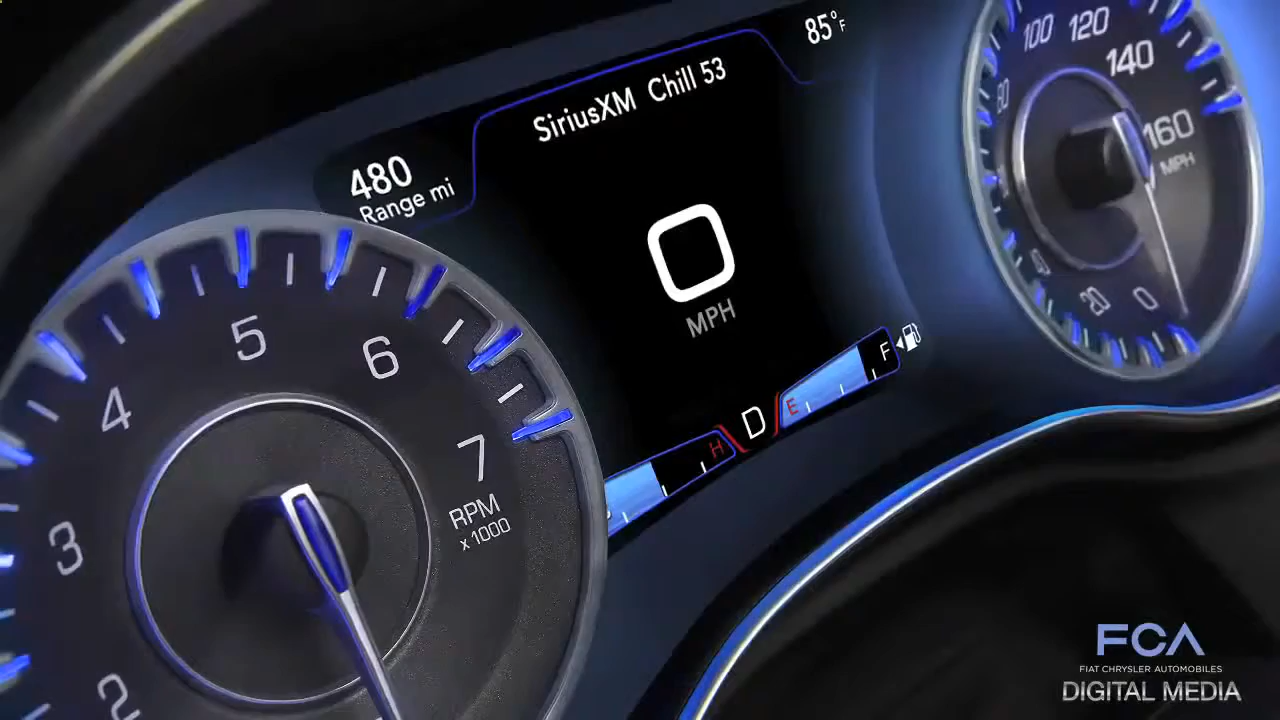 85°F
SiriusXM Chill 53
480
Range mi
0
MPH
H D E F
2
3
4
5
6
7
RPM
x 1000
0
20
80
100
120
140
160
MPH
FCA
FIAT CHRYSLER AUTOMOBILES
DIGITAL MEDIA